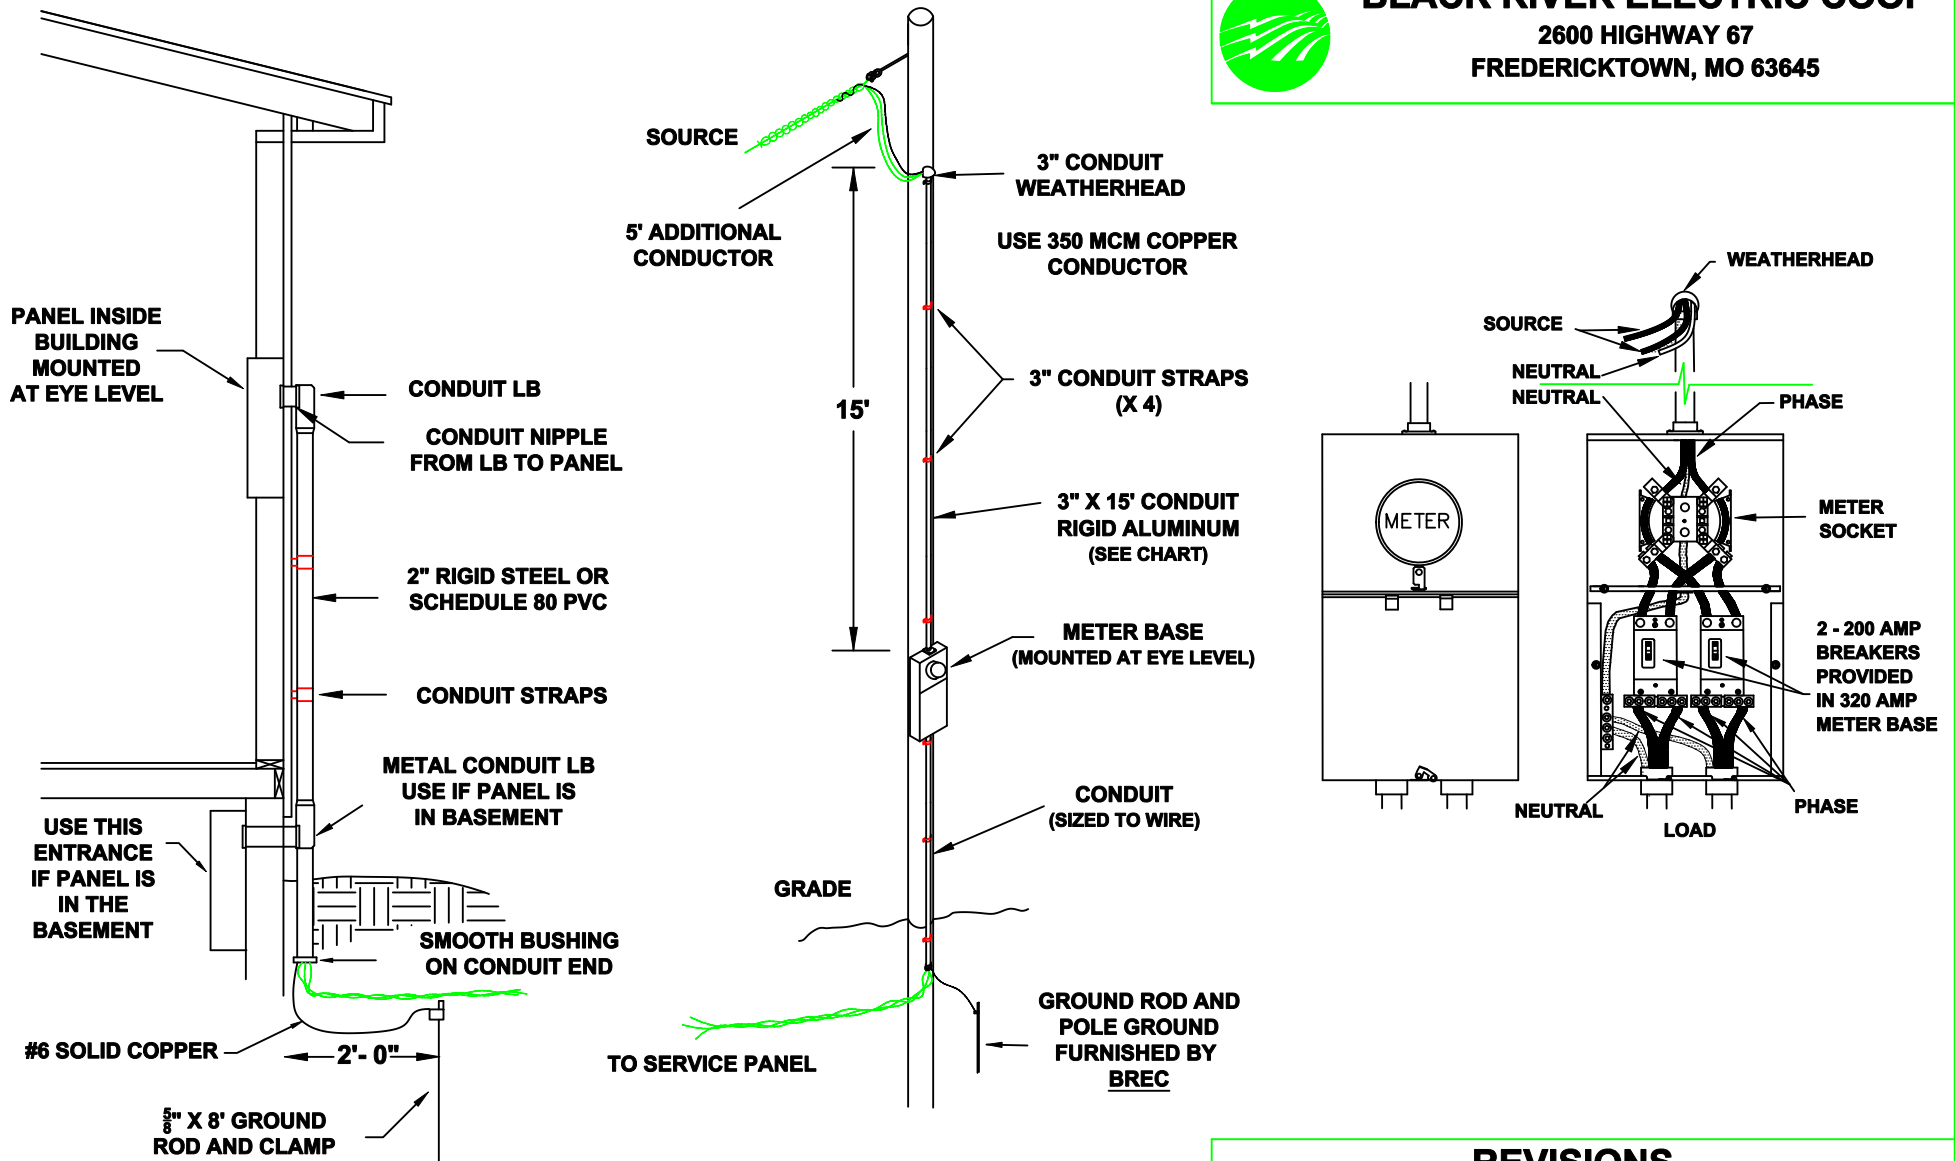 BLACK RIVER ELECTRIC COOP
2600 HIGHWAY 67
FREDERICKTOWN, MO 63645
PANEL INSIDE
BUILDING
MOUNTED
AT EYE LEVEL
CONDUIT LB
CONDUIT NIPPLE
FROM LB TO PANEL
2" RIGID STEEL OR
SCHEDULE 80 PVC
CONDUIT STRAPS
METAL CONDUIT LB
USE IF PANEL IS
IN BASEMENT
USE THIS
ENTRANCE
IF PANEL IS
IN THE
BASEMENT
SMOOTH BUSHING
ON CONDUIT END
#6 SOLID COPPER
2'- 0"
5/8" X 8' GROUND
ROD AND CLAMP
SOURCE
5' ADDITIONAL
CONDUCTOR
3" CONDUIT
WEATHERHEAD
USE 350 MCM COPPER
CONDUCTOR
15'
3" CONDUIT STRAPS
(X 4)
3" X 15' CONDUIT
RIGID ALUMINUM
(SEE CHART)
METER BASE
(MOUNTED AT EYE LEVEL)
CONDUIT
(SIZED TO WIRE)
GRADE
TO SERVICE PANEL
GROUND ROD AND
POLE GROUND
FURNISHED BY
BREC
METER
WEATHERHEAD
SOURCE
NEUTRAL
NEUTRAL
PHASE
METER
SOCKET
2 - 200 AMP
BREAKERS
PROVIDED
IN 320 AMP
METER BASE
NEUTRAL
PHASE
LOAD
REVISIONS